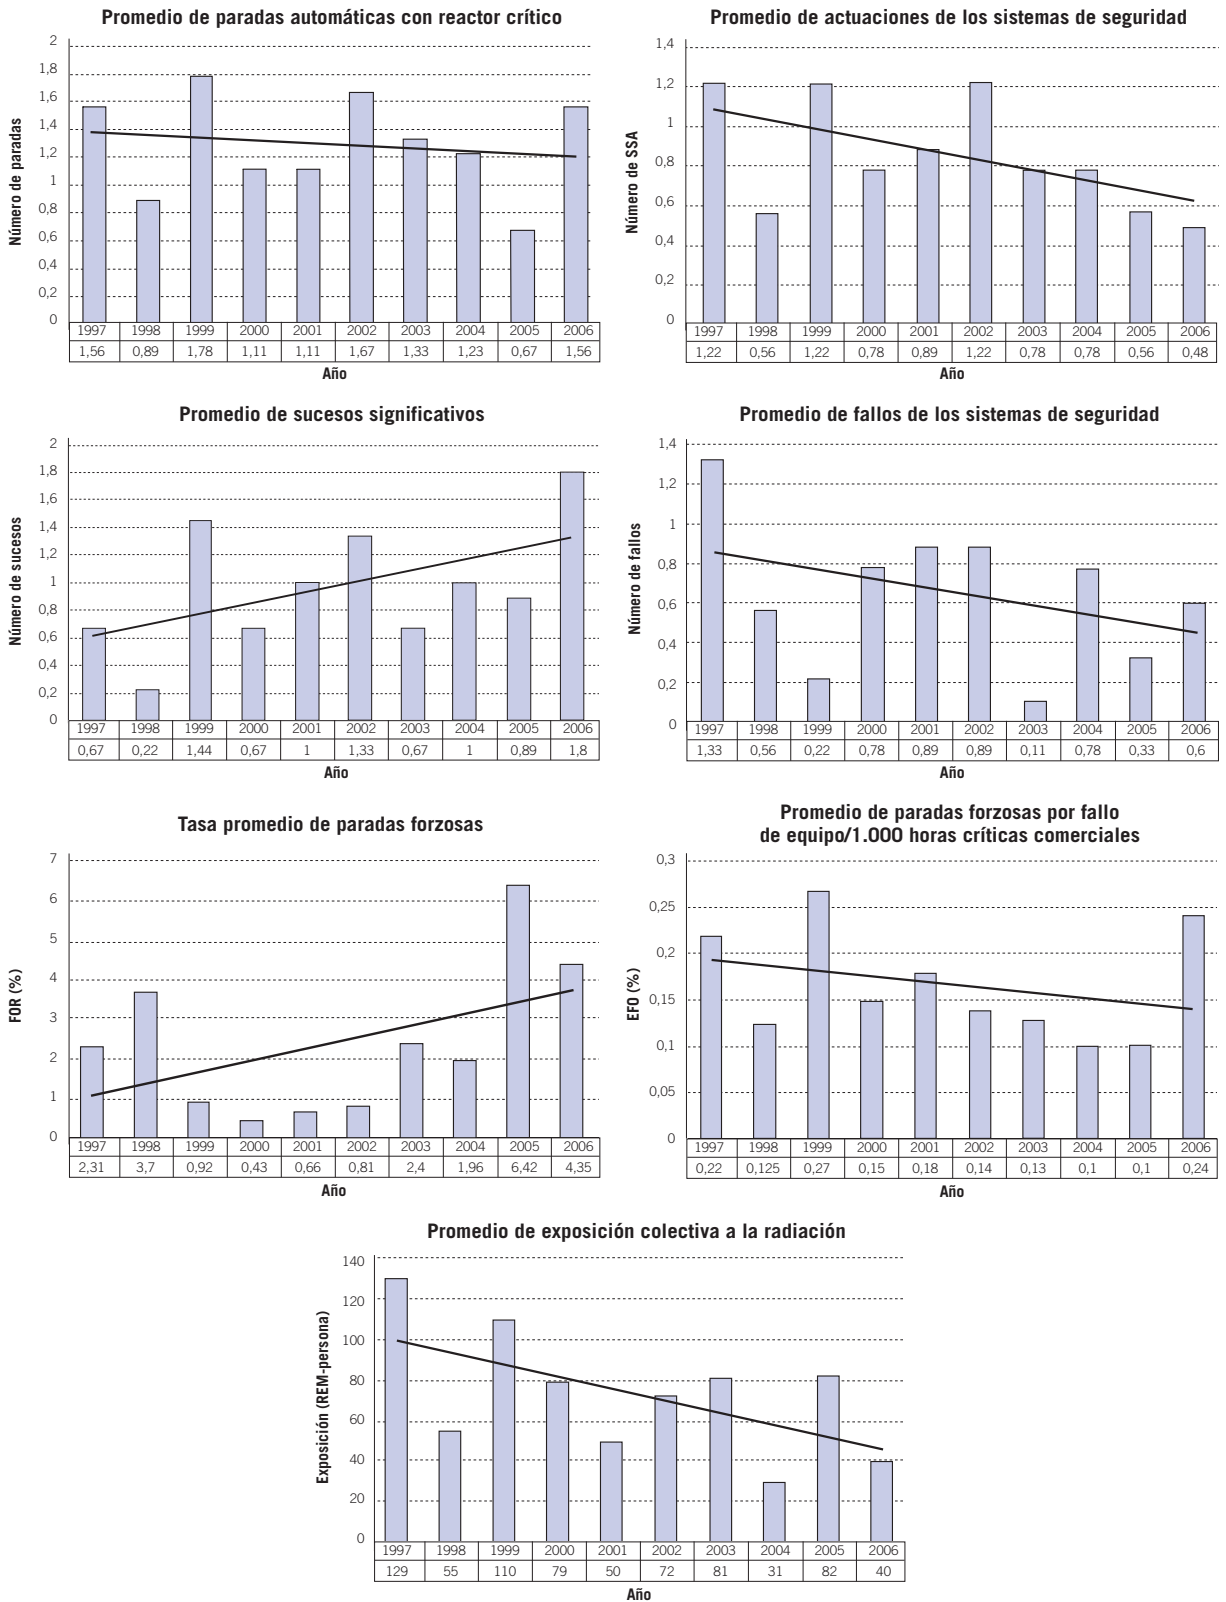 Promedio de paradas automáticas con reactor crítico
Número de paradas
2
1,8
1,6
1,4
1,2
1
0,8
0,6
0,4
0,2
0
1997 1998 1999 2000 2001 2002 2003 2004 2005 2006
1,56 0,89 1,78 1,11 1,11 1,67 1,33 1,23 0,67 1,56
Año
Promedio de actuaciones de los sistemas de seguridad
Número de SSA
1,4
1,2
1
0,8
0,6
0,4
0,2
0
1997 1998 1999 2000 2001 2002 2003 2004 2005 2006
1,22 0,56 1,22 0,78 0,89 1,22 0,78 0,78 0,56 0,48
Año
Promedio de sucesos significativos
Número de sucesos
2
1,8
1,6
1,4
1,2
1
0,8
0,6
0,4
0,2
0
1997 1998 1999 2000 2001 2002 2003 2004 2005 2006
0,67 0,22 1,44 0,67 1 1,33 0,67 1 0,89 1,8
Año
Promedio de fallos de los sistemas de seguridad
Número de fallos
1,4
1,2
1
0,8
0,6
0,4
0,2
0
1997 1998 1999 2000 2001 2002 2003 2004 2005 2006
1,33 0,56 0,22 0,78 0,89 0,89 0,11 0,78 0,33 0,6
Año
Tasa promedio de paradas forzosas
FOR (%)
7
6
5
4
3
2
1
0
1997 1998 1999 2000 2001 2002 2003 2004 2005 2006
2,31 3,7 0,92 0,43 0,66 0,81 2,4 1,96 6,42 4,35
Año
Promedio de paradas forzosas por fallo
de equipo/1.000 horas críticas comerciales
EFO (%)
0,3
0,25
0,2
0,15
0,1
0,05
0
1997 1998 1999 2000 2001 2002 2003 2004 2005 2006
0,22 0,125 0,27 0,15 0,18 0,14 0,13 0,1 0,1 0,24
Año
Promedio de exposición colectiva a la radiación
Exposición (REM-persona)
140
120
100
80
60
40
20
0
1997 1998 1999 2000 2001 2002 2003 2004 2005 2006
129 55 110 79 50 72 81 31 82 40
Año